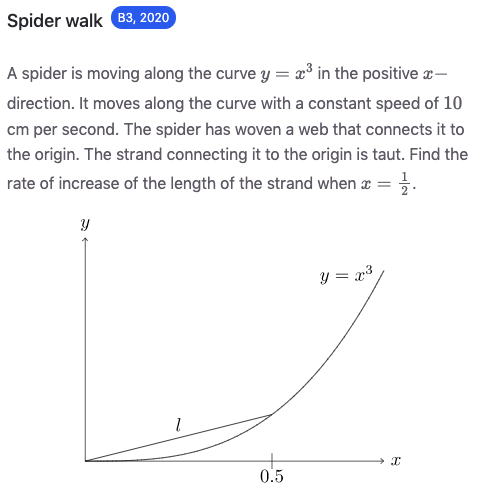 Spider walk B3, 2020
A spider is moving along the curve y = x³ in the positive x−
direction. It moves along the curve with a constant speed of 10
cm per second. The spider has woven a web that connects it to
the origin. The strand connecting it to the origin is taut. Find the
rate of increase of the length of the strand when x = 1/2.
y
y = x³
l
x
0.5